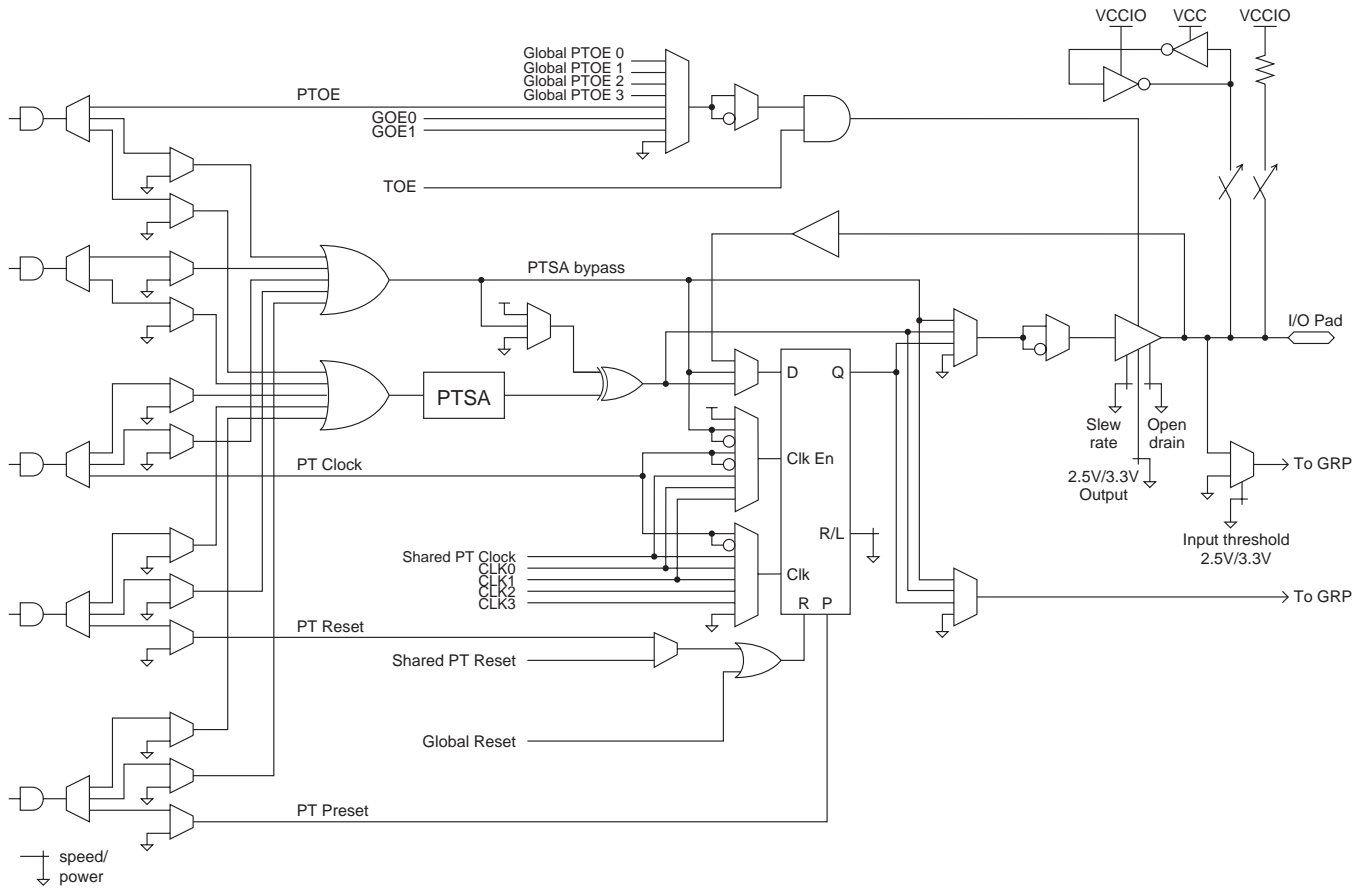 VCCIO
VCC
VCCIO
Global PTOE 0
Global PTOE 1
Global PTOE 2
Global PTOE 3
PTOE
GOE0
GOE1
TOE
PTSA bypass
I/O Pad
D
Q
PTSA
Slew
rate
Open
drain
PT Clock
Clk En
2.5V/3.3V
Output
To GRP
R/L
Input threshold
2.5V/3.3V
Shared PT Clock
CLK0
CLK1
CLK2
CLK3
Clk
To GRP
R
P
PT Reset
Shared PT Reset
Global Reset
PT Preset
speed/
power